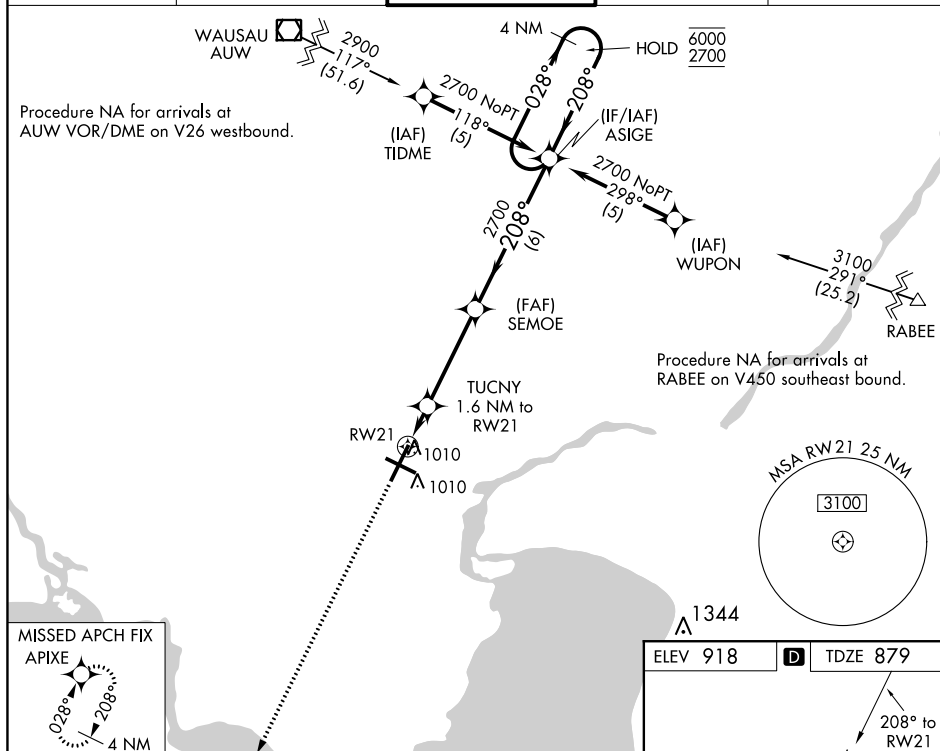 WAUSAU
AUW
2900
117°
(51.6)
4 NM
HOLD
6000
2700
028°
208°
Procedure NA for arrivals at
AUW VOR/DME on V26 westbound.
2700 NoPT
118°
(5)
(IAF)
TIDME
(IF/IAF)
ASIGE
2700 NoPT
298°
(5)
(IAF)
WUPON
2700
208°
(6)
3100
291°
(25.2)
RABEE
(FAF)
SEMOE
Procedure NA for arrivals at
RABEE on V450 southeast bound.
TUCNY
1.6 NM to
RW21
RW21
1010
1010
MSA RW21 25 NM
3100
1344
MISSED APCH FIX
APIXE
028°
208°
4 NM
ELEV 918
D
TDZE 879
208° to
RW21